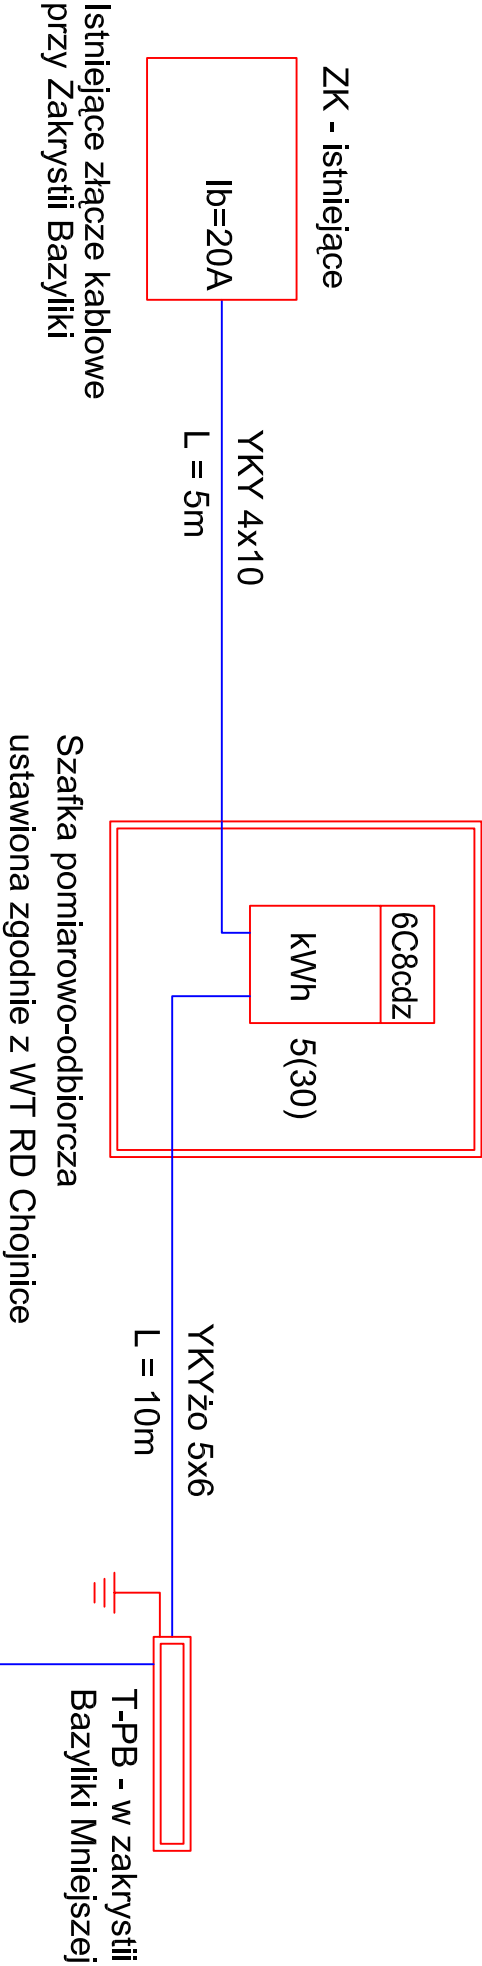 ZK - istniejące
Ib=20A
Istniejące złącze kablowe
przy Zakrystii Bazyliki
YKY 4x10
L = 5m
6C8cdz
kWh
5(30)
Szafka pomiarowo-odbiorcza
ustawiona zgodnie z WT RD Chojnice
YKYżo 5x6
L = 10m
T-PB - w zakrystii
Bazyliki Mniejszej